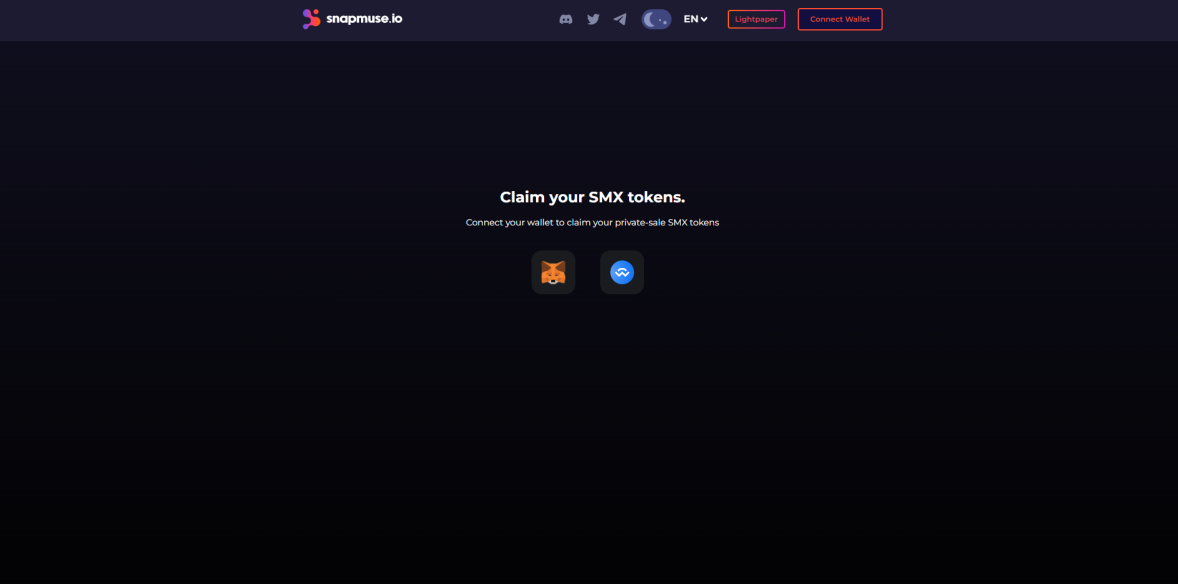 snapmuse.io
EN
Lightpaper
Connect Wallet
Claim your SMX tokens.
Connect your wallet to claim your private-sale SMX tokens